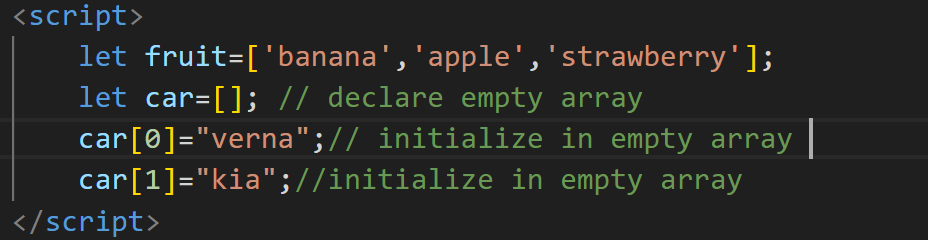 <script>
let fruit=['banana','apple','strawberry'];
let car=[]; // declare empty array
car[0]="verna";// initialize in empty array
car[1]="kia";//initialize in empty array
</script>